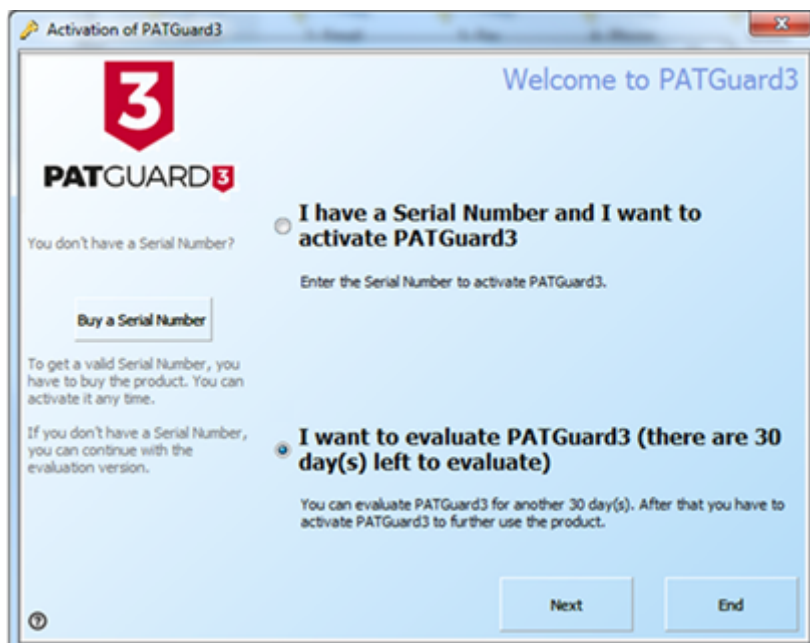 Activation of PATGuard3
Welcome to PATGuard3
3
PATGUARD3
You don't have a Serial Number?
Buy a Serial Number
To get a valid Serial Number, you
have to buy the product. You can
activate it any time.
If you don't have a Serial Number,
you can continue with the
evaluation version.
I have a Serial Number and I want to
activate PATGuard3
Enter the Serial Number to activate PATGuard3.
I want to evaluate PATGuard3 (there are 30
day(s) left to evaluate)
You can evaluate PATGuard3 for another 30 day(s). After that you have to
activate PATGuard3 to further use the product.
Next
End